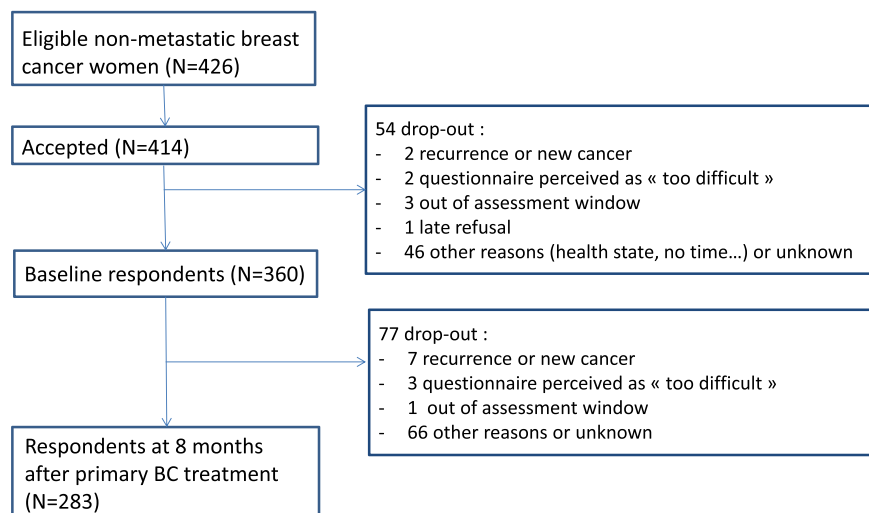 Eligible non-metastatic breast
cancer women (N=426)
Accepted (N=414)
54 drop-out :
- 2 recurrence or new cancer
- 2 questionnaire perceived as « too difficult »
- 3 out of assessment window
- 1 late refusal
- 46 other reasons (health state, no time…) or unknown
Baseline respondents (N=360)
77 drop-out :
- 7 recurrence or new cancer
- 3 questionnaire perceived as « too difficult »
- 1 out of assessment window
- 66 other reasons or unknown
Respondents at 8 months
after primary BC treatment
(N=283)